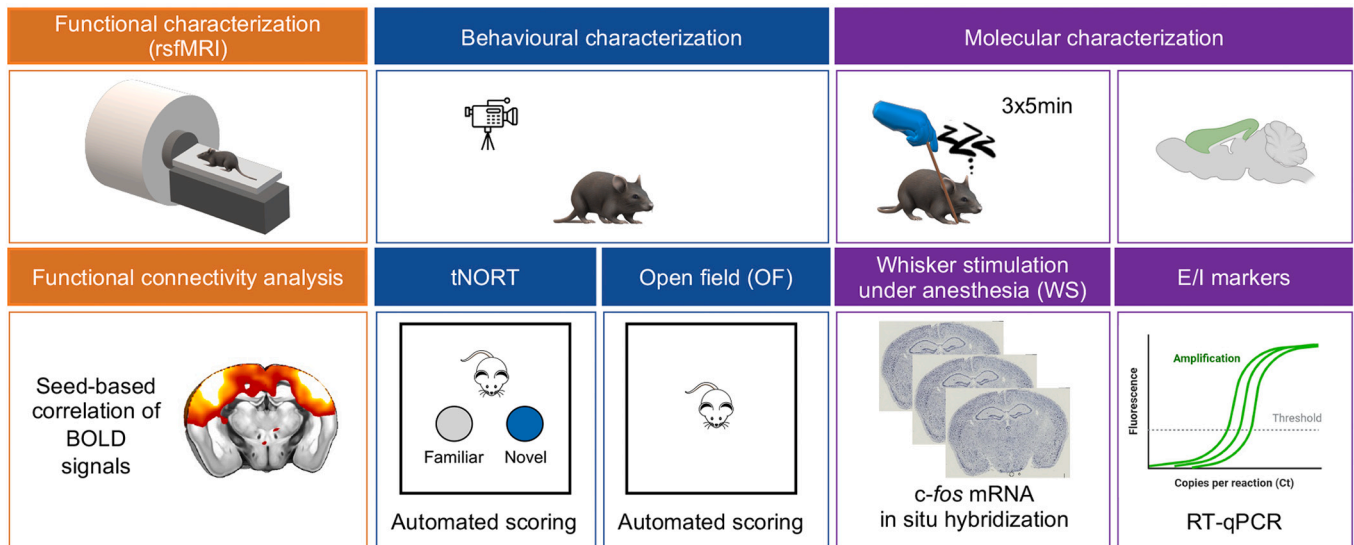 Functional characterization
(rsfMRI)
Behavioural characterization
Molecular characterization
3x5min
Functional connectivity analysis
tNORT
Open field (OF)
Whisker stimulation
under anesthesia (WS)
E/I markers
Seed-based
correlation of
BOLD
signals
Familiar
Novel
Automated scoring
Automated scoring
c-fos mRNA
in situ hybridization
Fluorescence
Amplification
Threshold
Copies per reaction (Ct)
RT-qPCR